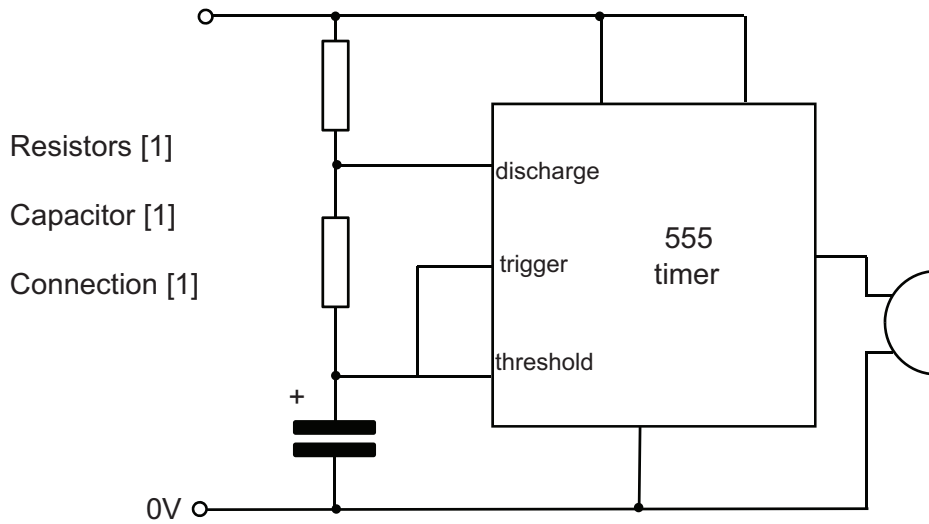 Resistors [1]
Capacitor [1]
Connection [1]
discharge
trigger
threshold
555
timer
+
0V